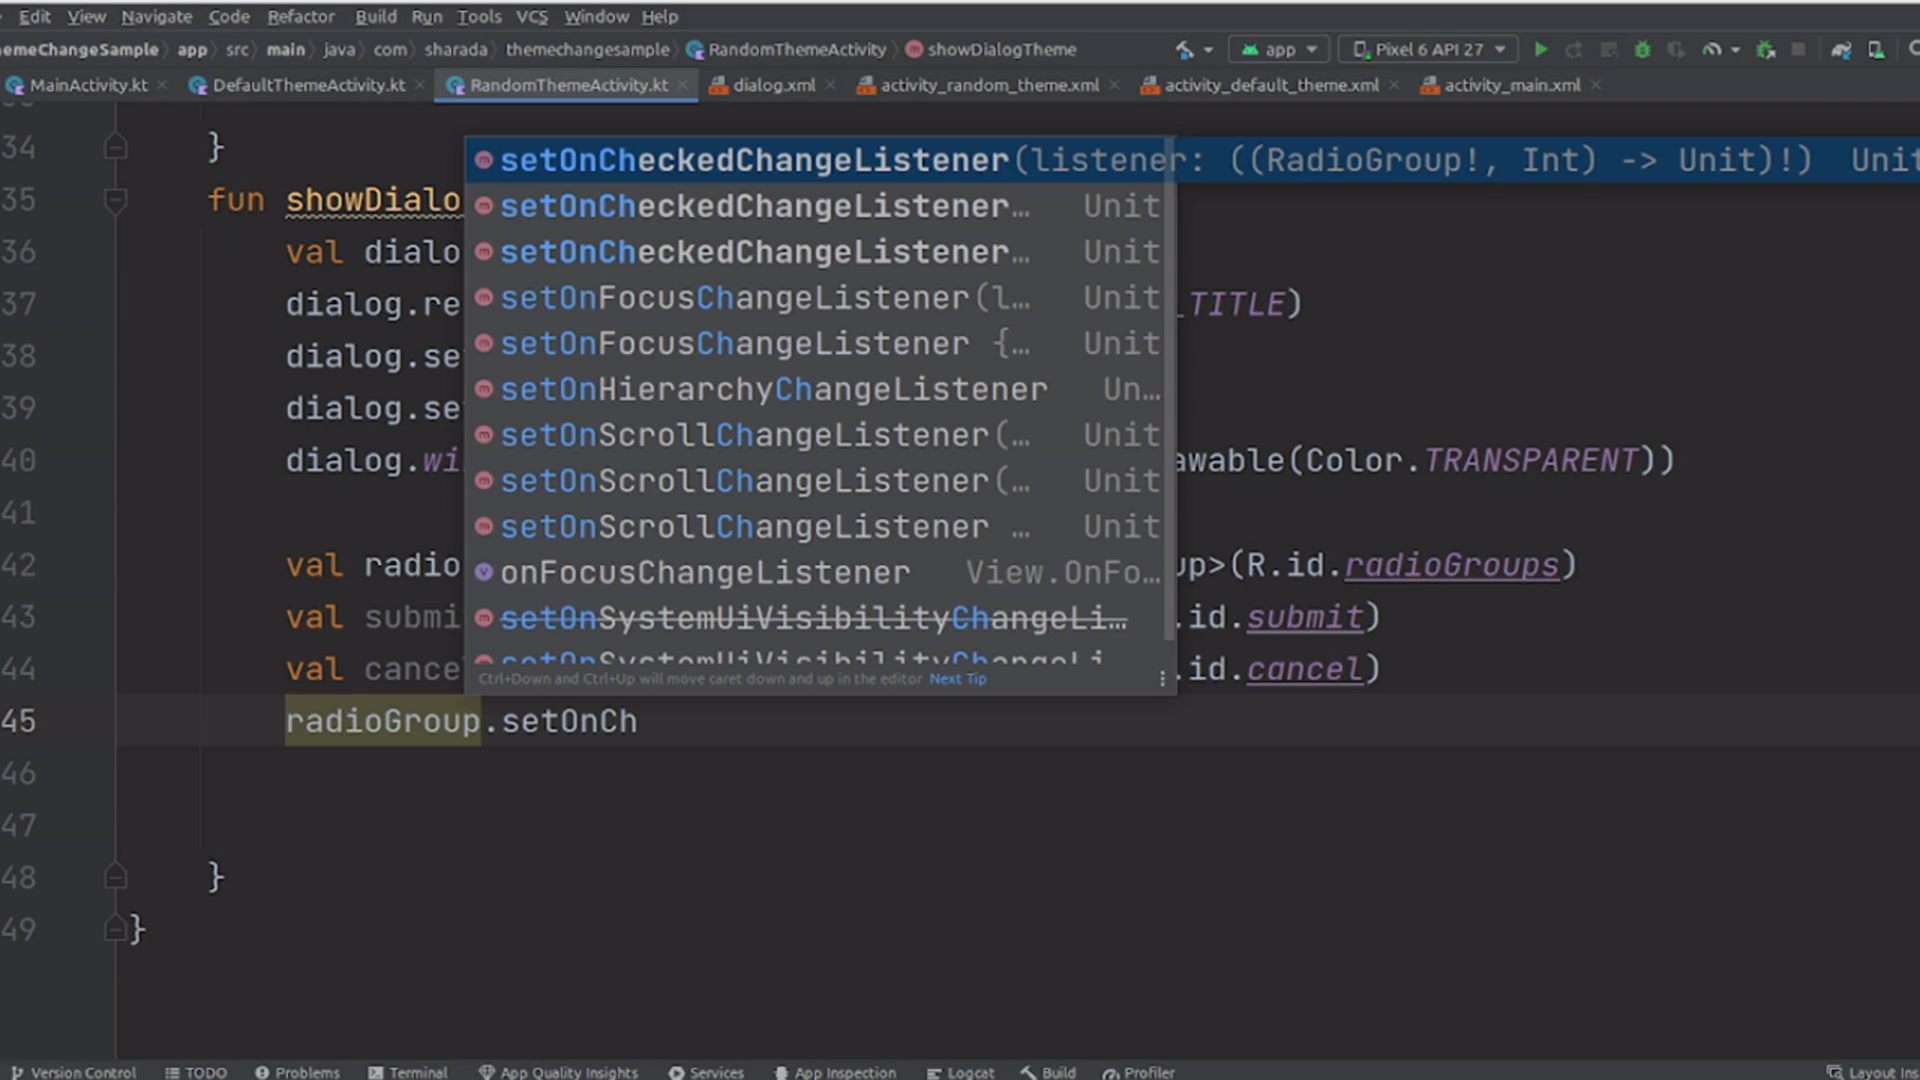 Edit View Navigate Code Refactor Build Run Tools VCS Window Help
emeChangeSample app src main java com sharada themechangesample RandomThemeActivity showDialogTheme app Pixel 6 API 27
MainActivity.kt DefaultThemeActivity.kt RandomThemeActivity.kt dialog.xml activity_random_theme.xml activity_default_theme.xml activity_main.xml
34 }
setOnCheckedChangeListener(listener: ((RadioGroup!, Int) -> Unit)!) Unit
35 fun showDialo
setOnCheckedChangeListener… Unit
36 val dialo
setOnCheckedChangeListener… Unit
37 dialog.re _TITLE)
setOnFocusChangeListener(l… Unit
38 dialog.se
setOnFocusChangeListener {… Unit
39 dialog.se
setOnHierarchyChangeListener Un…
40 dialog.wi awable(Color.TRANSPARENT))
setOnScrollChangeListener(… Unit
setOnScrollChangeListener(… Unit
41
setOnScrollChangeListener … Unit
42 val radio up>(R.id.radioGroups)
onFocusChangeListener View.OnFo…
43 val submi .id.submit)
setOnSystemUiVisibilityChangeLi…
44 val cance .id.cancel)
setOnSystemUiVisibilityChangeLi
Ctrl+Down and Ctrl+Up will move caret down and up in the editor Next Tip
45 radioGroup.setOnCh
46
47
48 }
49 }
Version Control TODO Problems Terminal App Quality Insights Services App Inspection Logcat Build Profiler Layout Ins